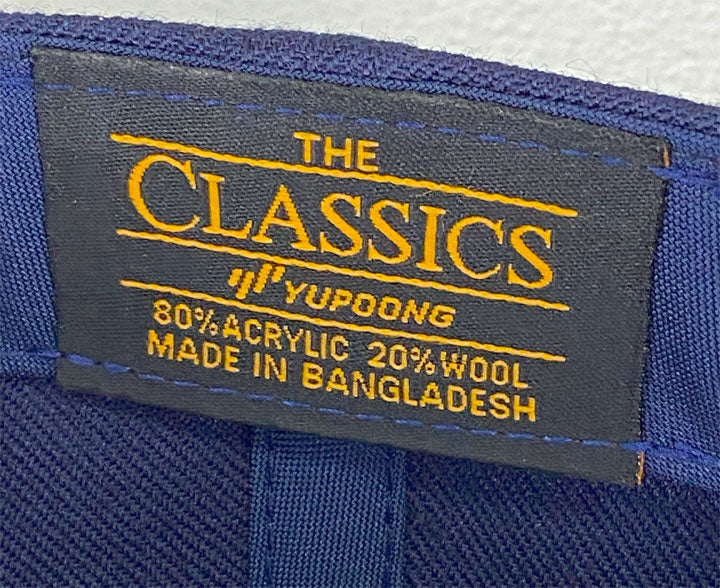 THE
CLASSICS
YUPOONG
80% ACRYLIC 20% WOOL
MADE IN BANGLADESH